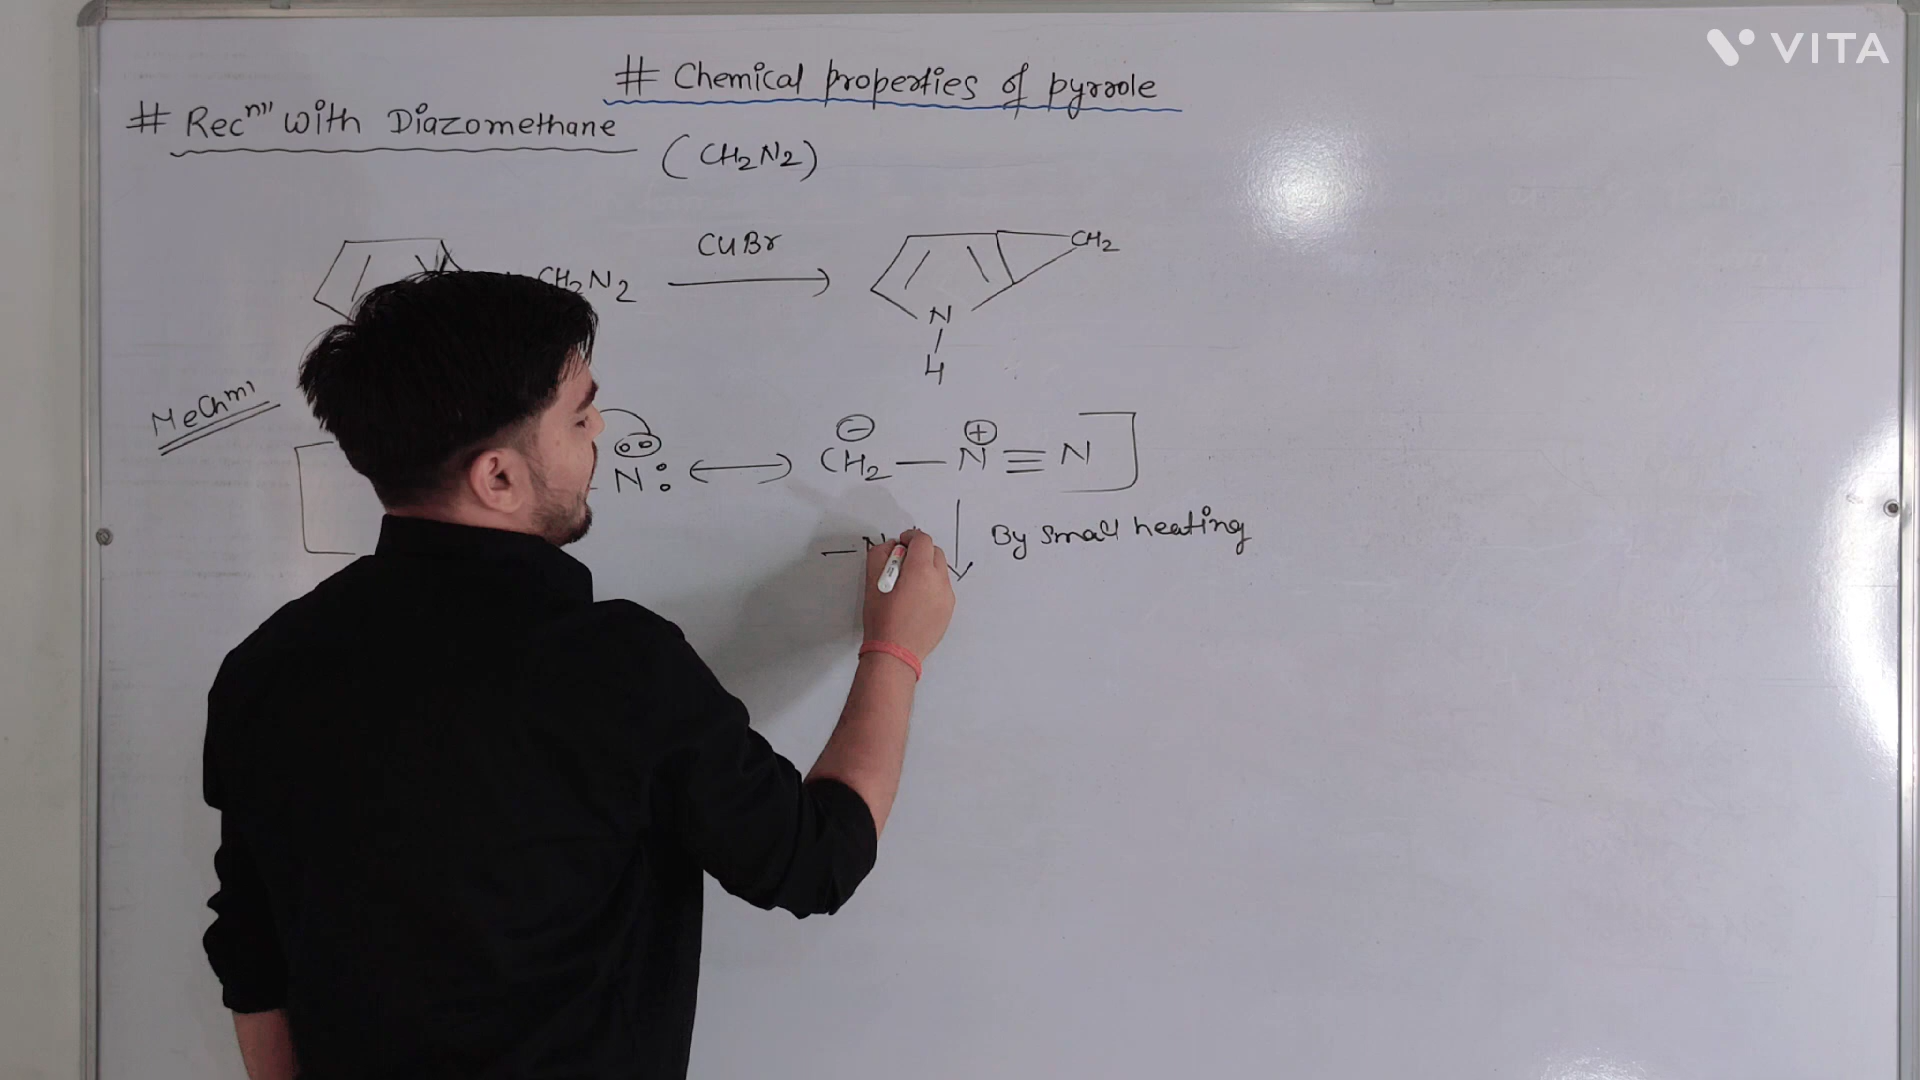 VITA
# Chemical properties of pyrrole
# Recⁿ" with Diazomethane
(CH2N2)
CH2N2
CuBr
CH2
N
H
Mechm'
N:
CH2 — N ≡ N
⊖ ⊕
By small heating
— N